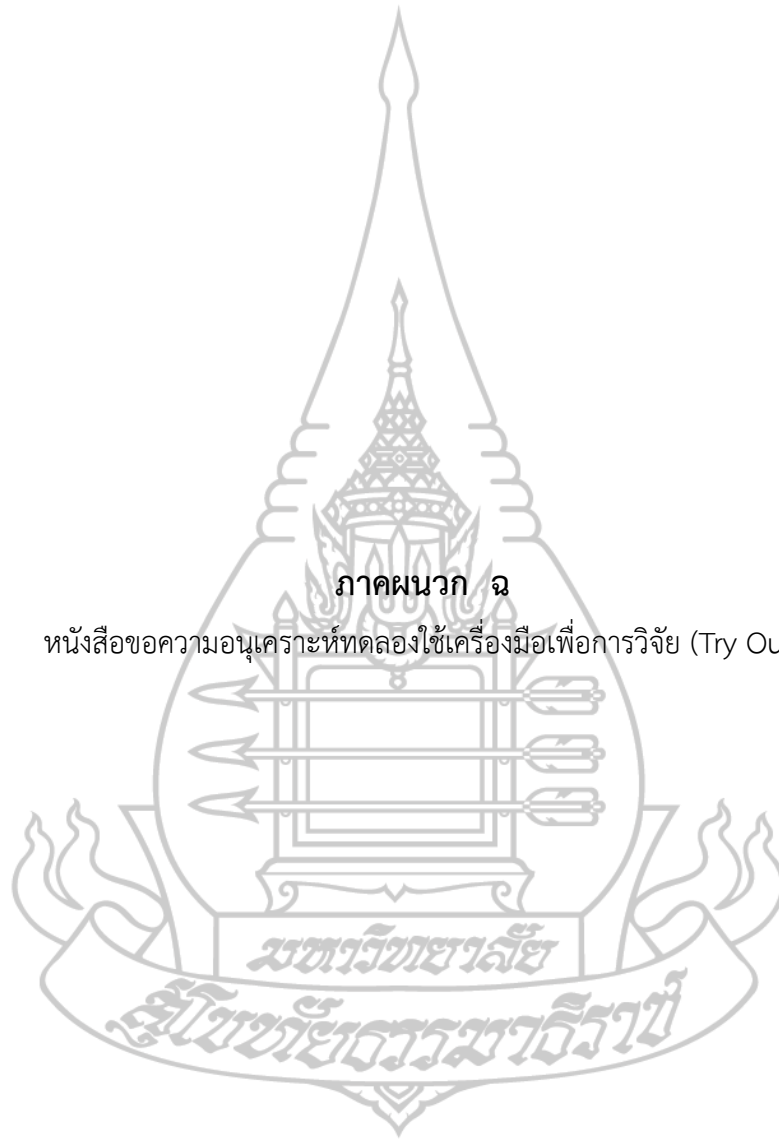 ภาคผนวก ฉ
หนังสือขอความอนุเคราะห์ทดลองใช้เครื่องมือเพื่อการวิจัย (Try Ou
มหาวิทยาลัย
สุโขทัยธรรมาธิราช